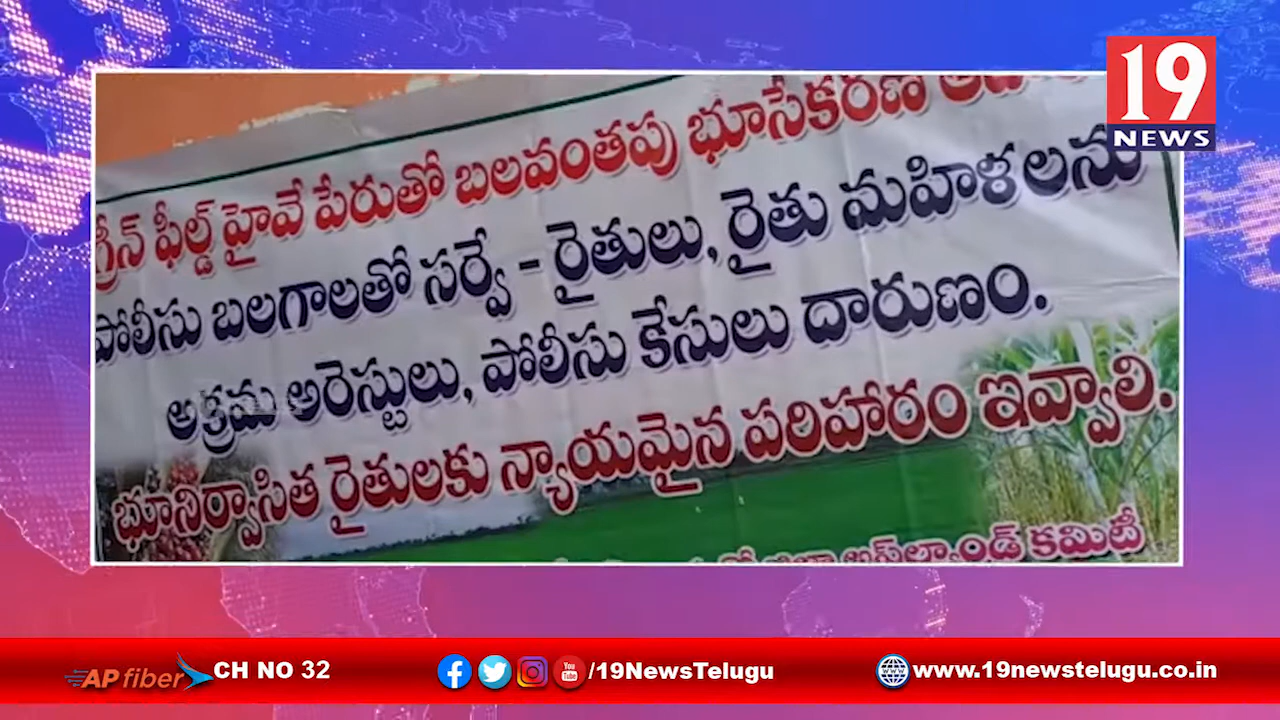 19
NEWS
గ్రీన్ ఫీల్డ్ హైవే పేరుతో బలవంతపు భూసేకరణ
పోలీసు బలగాలతో సర్వే - రైతులు, రైతు మహిళలను
అక్రమ అరెస్టులు, పోలీసు కేసులు దారుణం.
భూనిర్వాసిత రైతులకు న్యాయమైన పరిహారం ఇవ్వాలి.
కమిటీ
AP fiber CH NO 32
/19NewsTelugu
www.19newstelugu.co.in